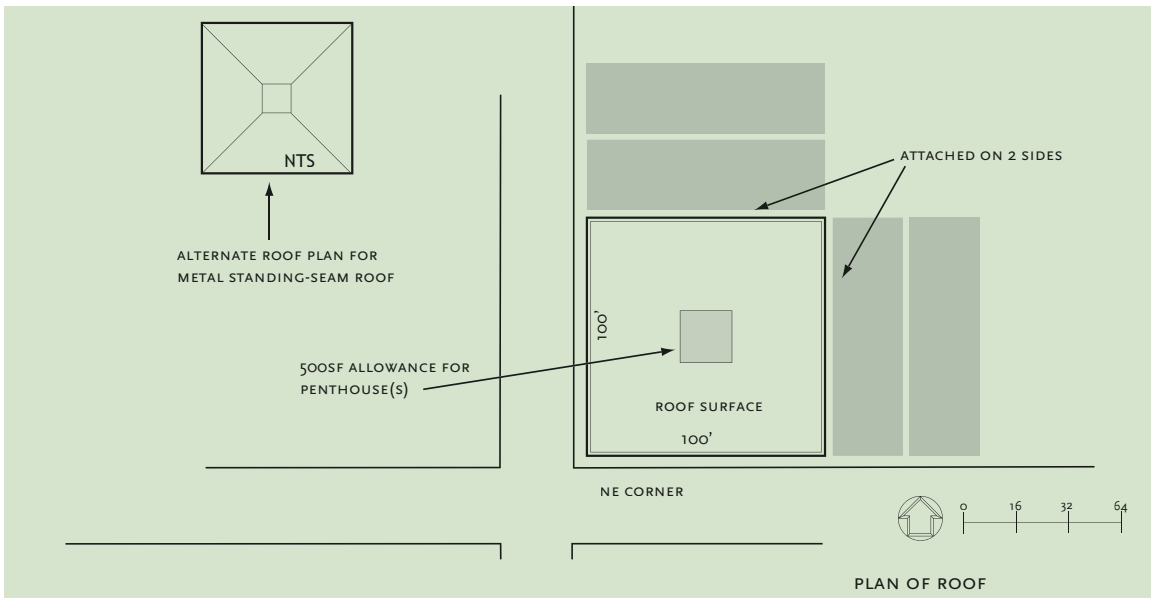 NTS
ATTACHED ON 2 SIDES
ALTERNATE ROOF PLAN FOR
METAL STANDING-SEAM ROOF
100’
500SF ALLOWANCE FOR
PENTHOUSE(S)
ROOF SURFACE
100’
NE CORNER
0 16 32 64
PLAN OF ROOF